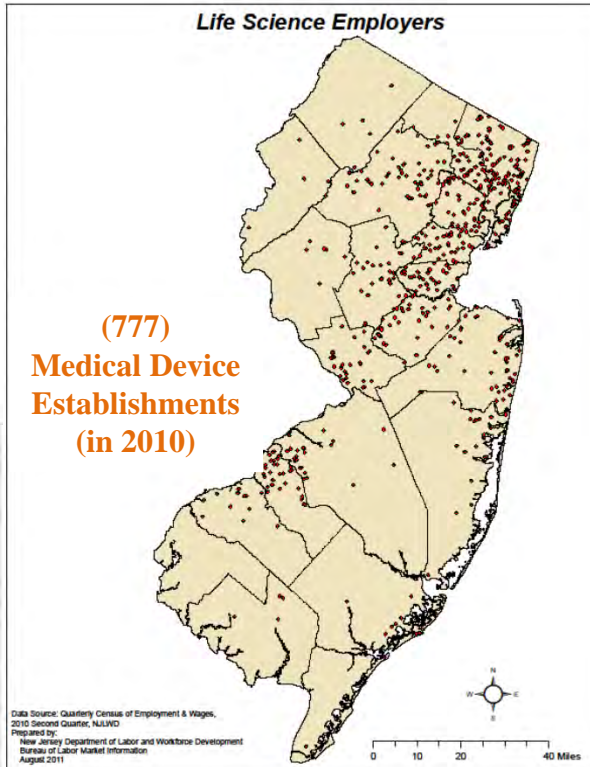 Life Science Employers
(777)
Medical Device
Establishments
(in 2010)
N
W
E
S
Data Source: Quarterly Census of Employment & Wages,
2010 Second Quarter, NJLWD
Prepared by:
New Jersey Department of Labor and Workforce Development
Bureau of Labor Market Information
August 2011
0 10 20 40 Miles